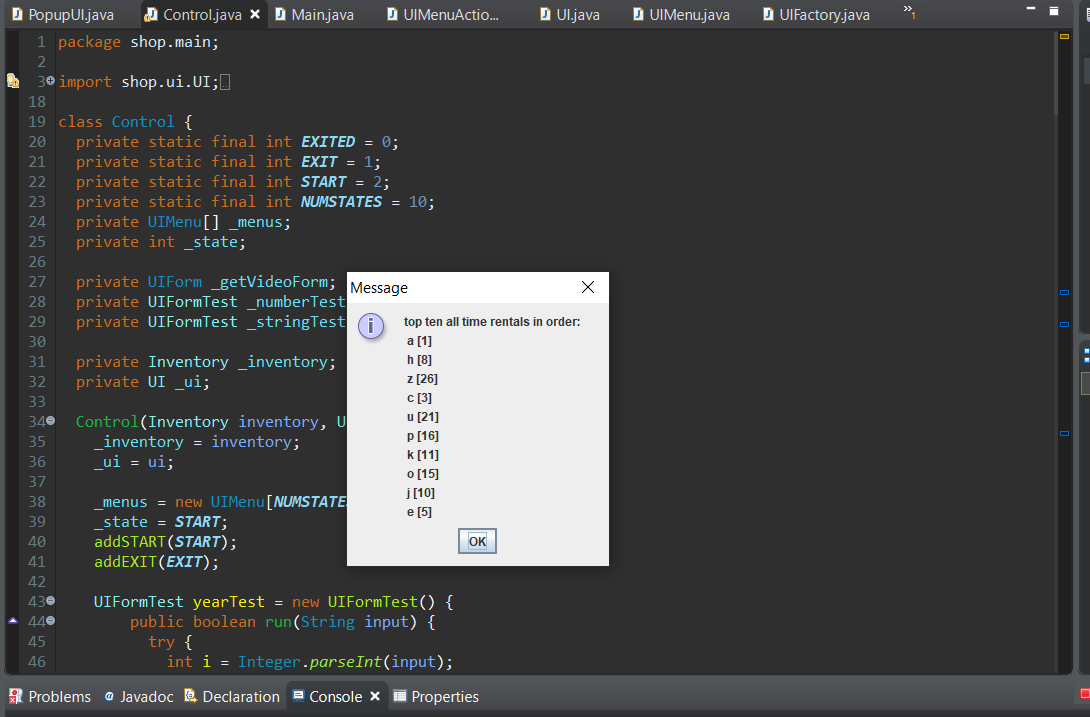 PopupUI.java Control.java Main.java UIMenuActio... UI.java UIMenu.java UIFactory.java »1
1 package shop.main;
2
3 import shop.ui.UI;
18
19 class Control {
20 private static final int EXITED = 0;
21 private static final int EXIT = 1;
22 private static final int START = 2;
23 private static final int NUMSTATES = 10;
24 private UIMenu[] _menus;
25 private int _state;
26
27 private UIForm _getVideoForm;
28 private UIFormTest _numberTest
29 private UIFormTest _stringTest
30
31 private Inventory _inventory;
32 private UI _ui;
33
34 Control(Inventory inventory, U
35 _inventory = inventory;
36 _ui = ui;
37
38 _menus = new UIMenu[NUMSTATE
39 _state = START;
40 addSTART(START);
41 addEXIT(EXIT);
42
43 UIFormTest yearTest = new UIFormTest() {
44 public boolean run(String input) {
45 try {
46 int i = Integer.parseInt(input);
Message
top ten all time rentals in order:
a [1]
h [8]
z [26]
c [3]
u [21]
p [16]
k [11]
o [15]
j [10]
e [5]
OK
Problems @ Javadoc Declaration Console Properties